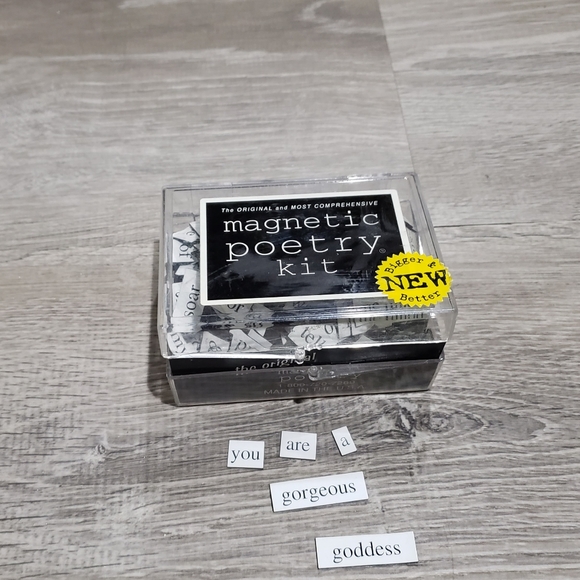 The ORIGINAL and MOST COMPREHENSIVE
magnetic
poetry®
kit
Bigger &
NEW
Better
soar
the original
MADE IN THE U.S.A.
you are a
gorgeous
goddess